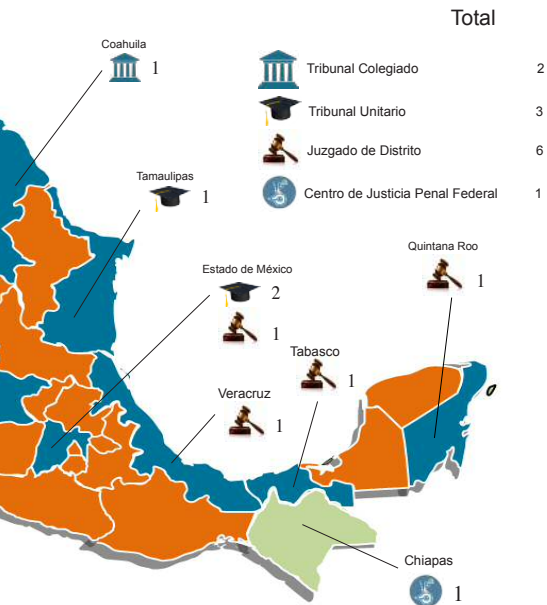 Total
Tribunal Colegiado 2
Tribunal Unitario 3
Juzgado de Distrito 6
Centro de Justicia Penal Federal 1
Coahuila
1
Tamaulipas
1
Estado de México
2
1
Quintana Roo
1
Tabasco
1
Veracruz
1
Chiapas
1